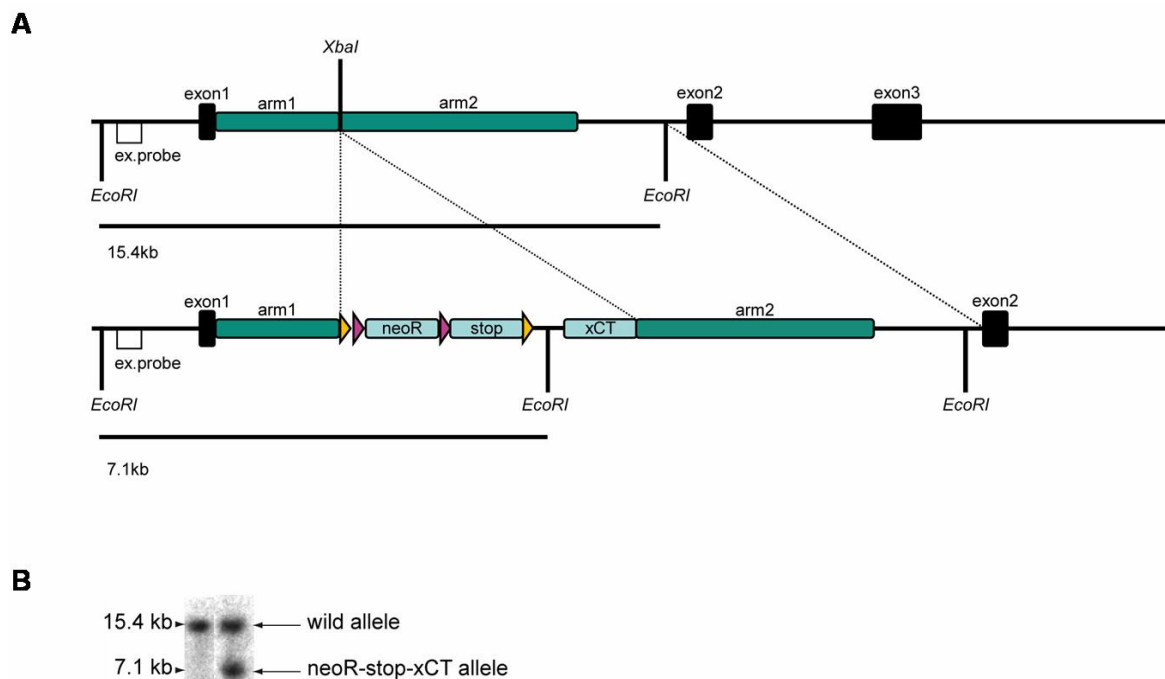 A
XbaI
exon1 arm1 arm2 exon2 exon3
ex.probe
EcoRI EcoRI
15.4kb
exon1 arm1 arm2 exon2
neoR stop xCT
ex.probe
EcoRI EcoRI EcoRI
7.1kb
B
15.4 kb wild allele
7.1 kb neoR-stop-xCT allele